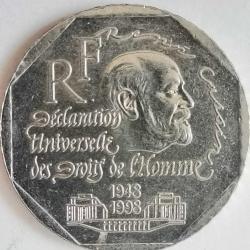 RF
René Cassin
Déclaration
Universelle
des Droits de l'Homme
1948
1998